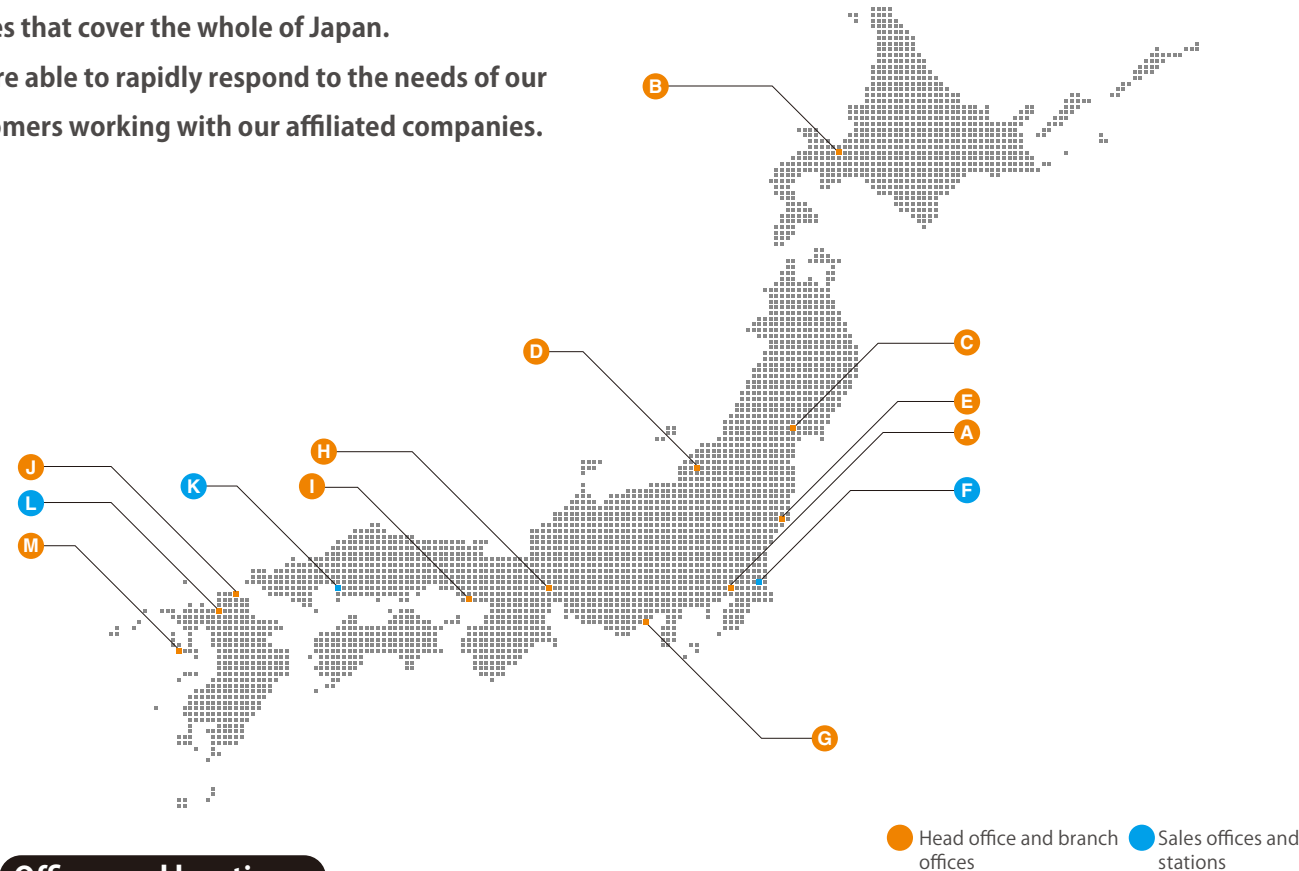 es that cover the whole of Japan.
re able to rapidly respond to the needs of our
omers working with our affiliated companies.
B
D
C
E
A
H
J
K
I
F
L
M
G
Head office and branch
offices
Sales offices and
stations